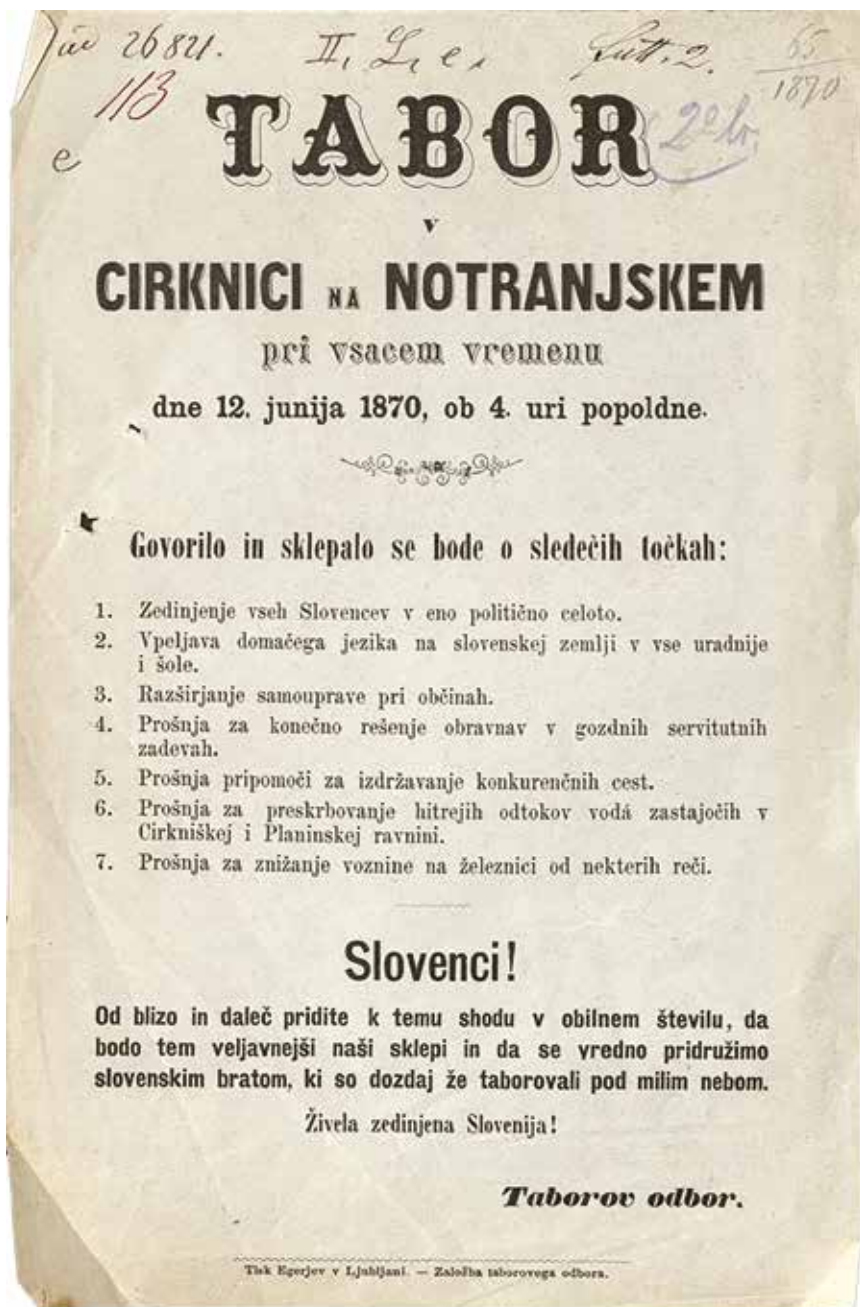 26821. II,
65
1870
113
TABOR
e
v
CIRKNICI NA NOTRANJSKEM
pri vsacem vremenu
dne 12. junija 1870, ob 4. uri popoldne.
Govorilo in sklepalo se bode o sledečih točkah:
1. Zedinjenje vseh Slovencev v eno politično celoto.
2. Vpeljava domačega jezika na slovenskej zemlji v vse uradnije
i šole.
3. Razširjanje samouprave pri občinah.
4. Prošnja za konečno rešenje obravnav v gozdnih servitutnih
zadevah.
5. Prošnja pripomoči za izdržavanje konkurenčnih cest.
6. Prošnja za preskrbovanje hitrejih odtokov vodá zastajočih v
Cirkniškej i Planinskej ravnini.
7. Prošnja za znižanje voznine na železnici od nekterih reči.
Slovenci!
Od blizo in daleč pridite k temu shodu v obilnem številu, da
bodo tem veljavnejši naši sklepi in da se vredno pridružimo
slovenskim bratom, ki so dozdaj že taborovali pod milim nebom.
Živela zedinjena Slovenija!
Taborov odbor.
Tisk Egerjev v Ljubljani. — Založba taborovega odbora.